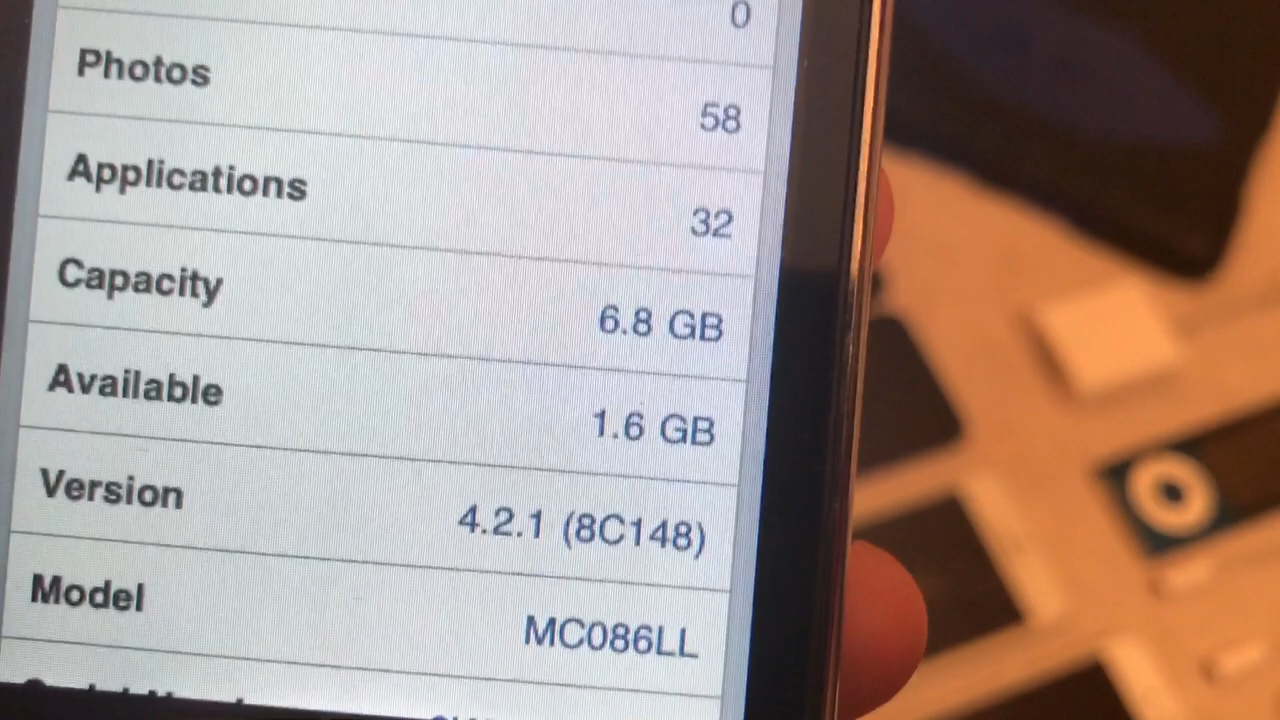 0
Photos 58
Applications 32
Capacity 6.8 GB
Available 1.6 GB
Version 4.2.1 (8C148)
Model MC086LL